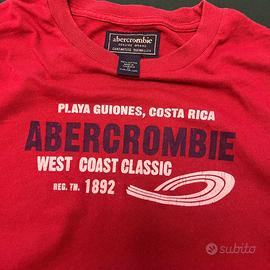 abercrombie
PLAYA GUIONES, COSTA RICA
ABERCROMBIE
WEST COAST CLASSIC
REG. TM. 1892
subito